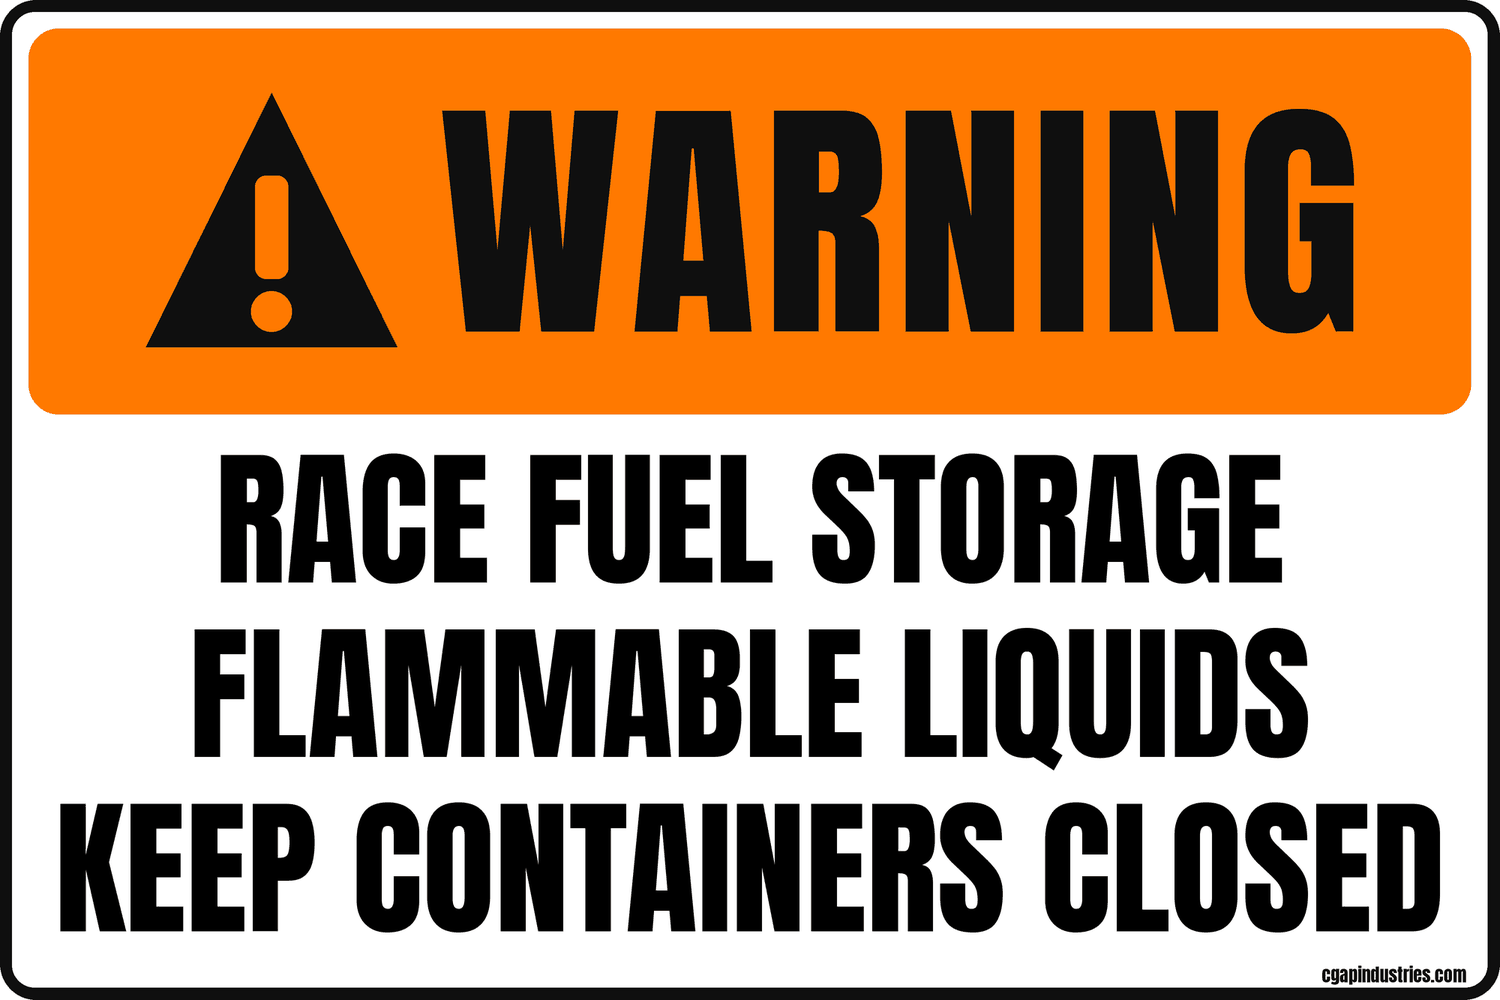 WARNING
RACE FUEL STORAGE
FLAMMABLE LIQUIDS
KEEP CONTAINERS CLOSED
cgapindustries.com